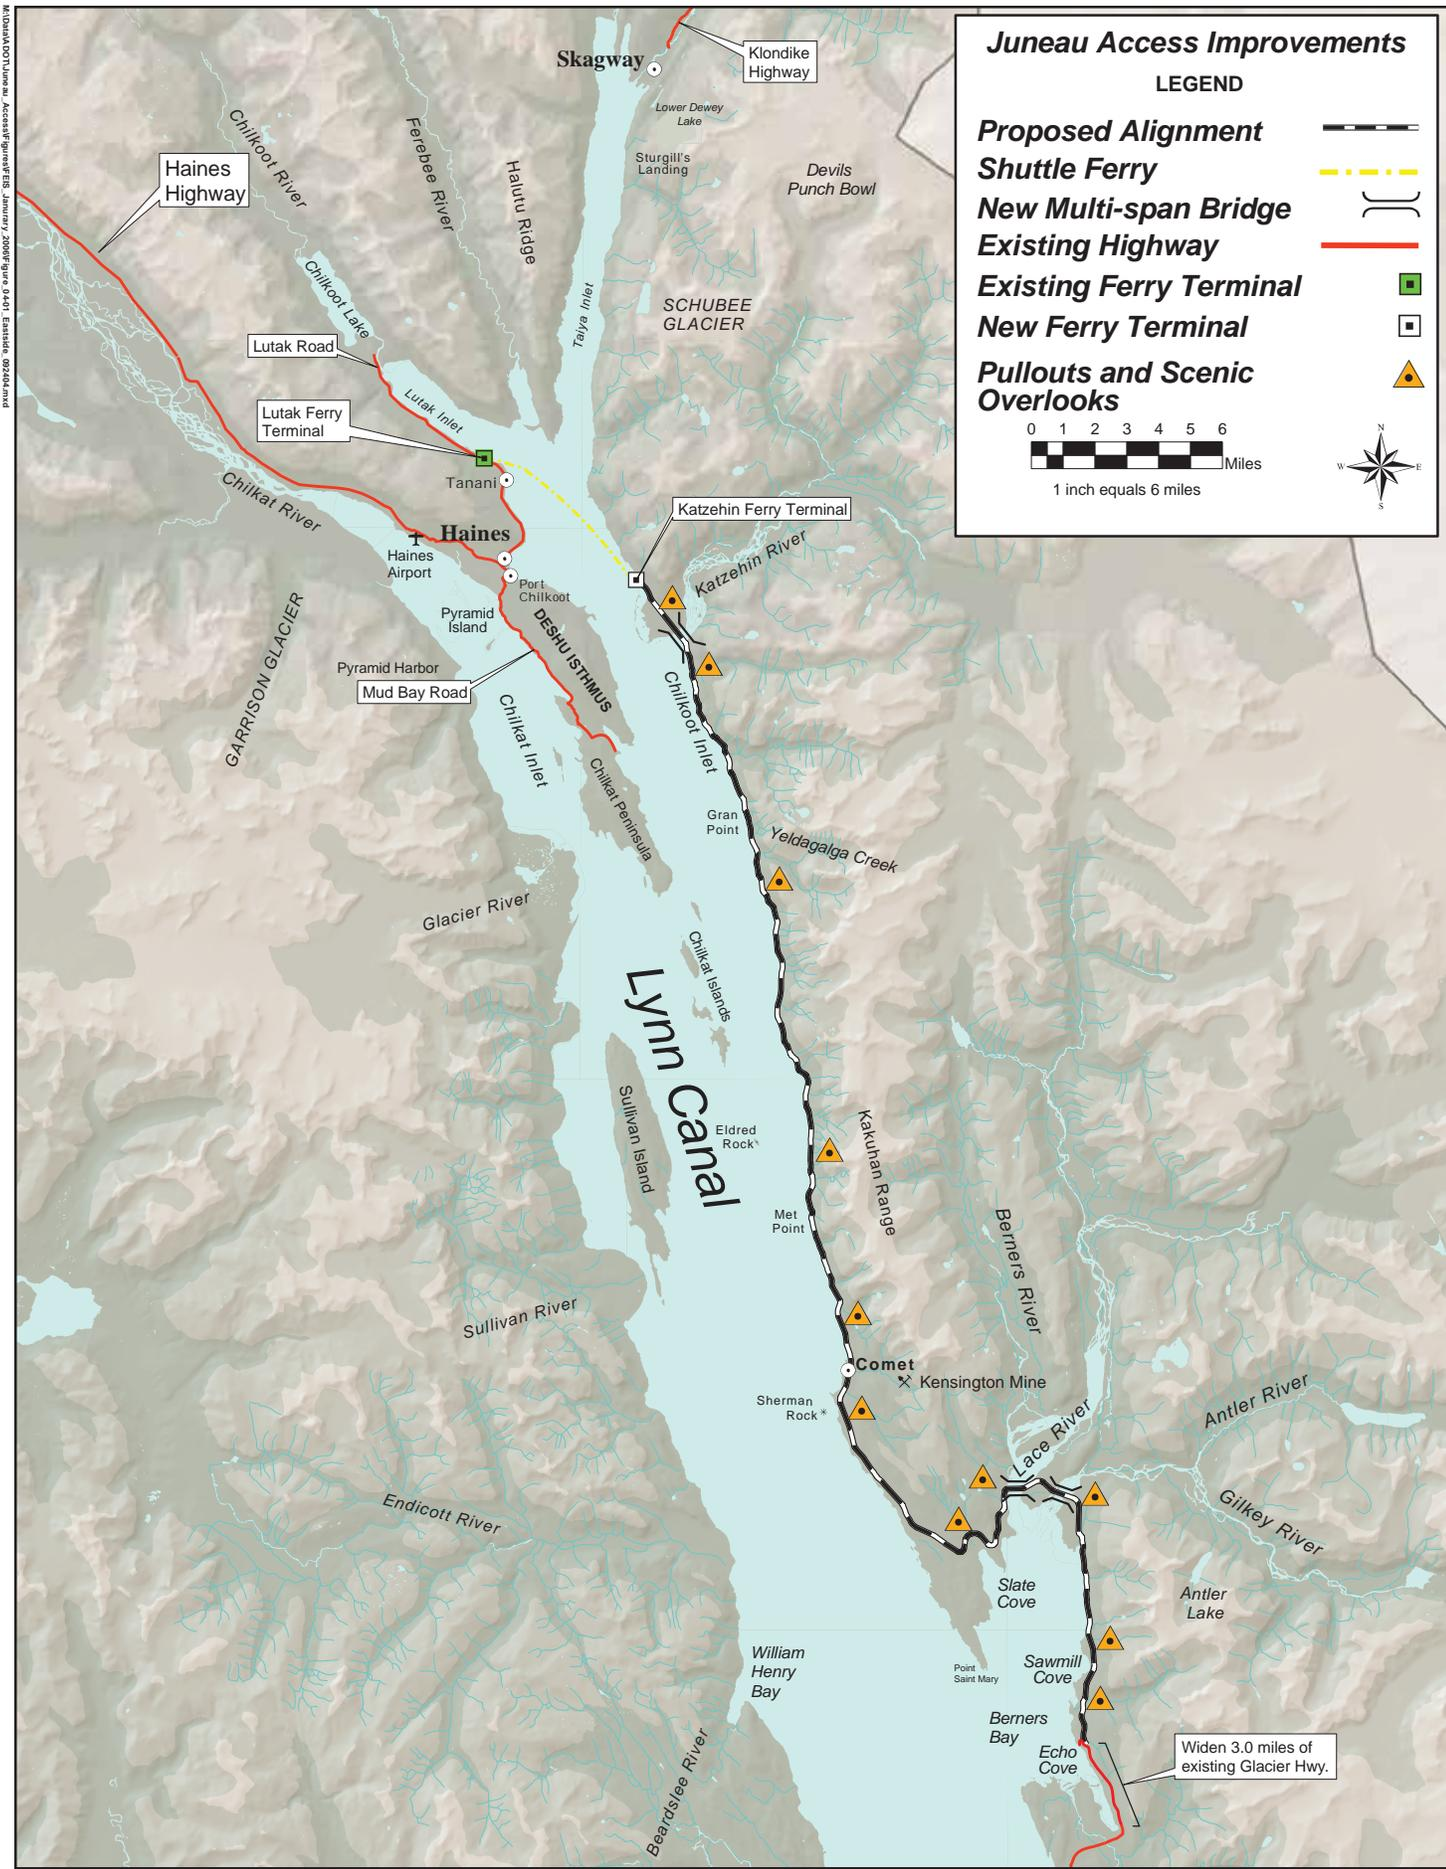 M:\Data\ADOT\Juneau_Access\Figures\FEIS_Janurary_2006\Figure_04-01_Eastside_092404.mxd
Juneau Access Improvements
LEGEND
Proposed Alignment
Shuttle Ferry
New Multi-span Bridge
Existing Highway
Existing Ferry Terminal
New Ferry Terminal
Pullouts and Scenic
Overlooks
0 1 2 3 4 5 6
Miles
1 inch equals 6 miles
N
W
E
S
Skagway
Klondike
Highway
Lower Dewey
Lake
Sturgill's
Landing
Devils
Punch Bowl
Chilkoot River
Ferebee River
Halutu Ridge
Haines
Highway
Chilkoot Lake
Taiya Inlet
SCHUBEE
GLACIER
Lutak Road
Lutak Inlet
Lutak Ferry
Terminal
Tanani
Chilkat River
Haines
Haines
Airport
Katzehin Ferry Terminal
Katzehin River
Port
Chilkoot
Pyramid
Island
DESHU ISTHMUS
GARRISON GLACIER
Pyramid Harbor
Mud Bay Road
Chilkat Inlet
Chilkoot Inlet
Chilkat Peninsula
Gran
Point
Yeldagalga Creek
Glacier River
Chilkat Islands
Lynn Canal
Sullivan Island
Eldred
Rock
Kakuhan Range
Met
Point
Berners River
Sullivan River
Comet
Kensington Mine
Sherman
Rock
Lace River
Antler River
Endicott River
Gilkey River
Slate
Cove
Antler
Lake
William
Henry
Bay
Point
Saint Mary
Sawmill
Cove
Berners
Bay
Echo
Cove
Beardslee River
Widen 3.0 miles of
existing Glacier Hwy.